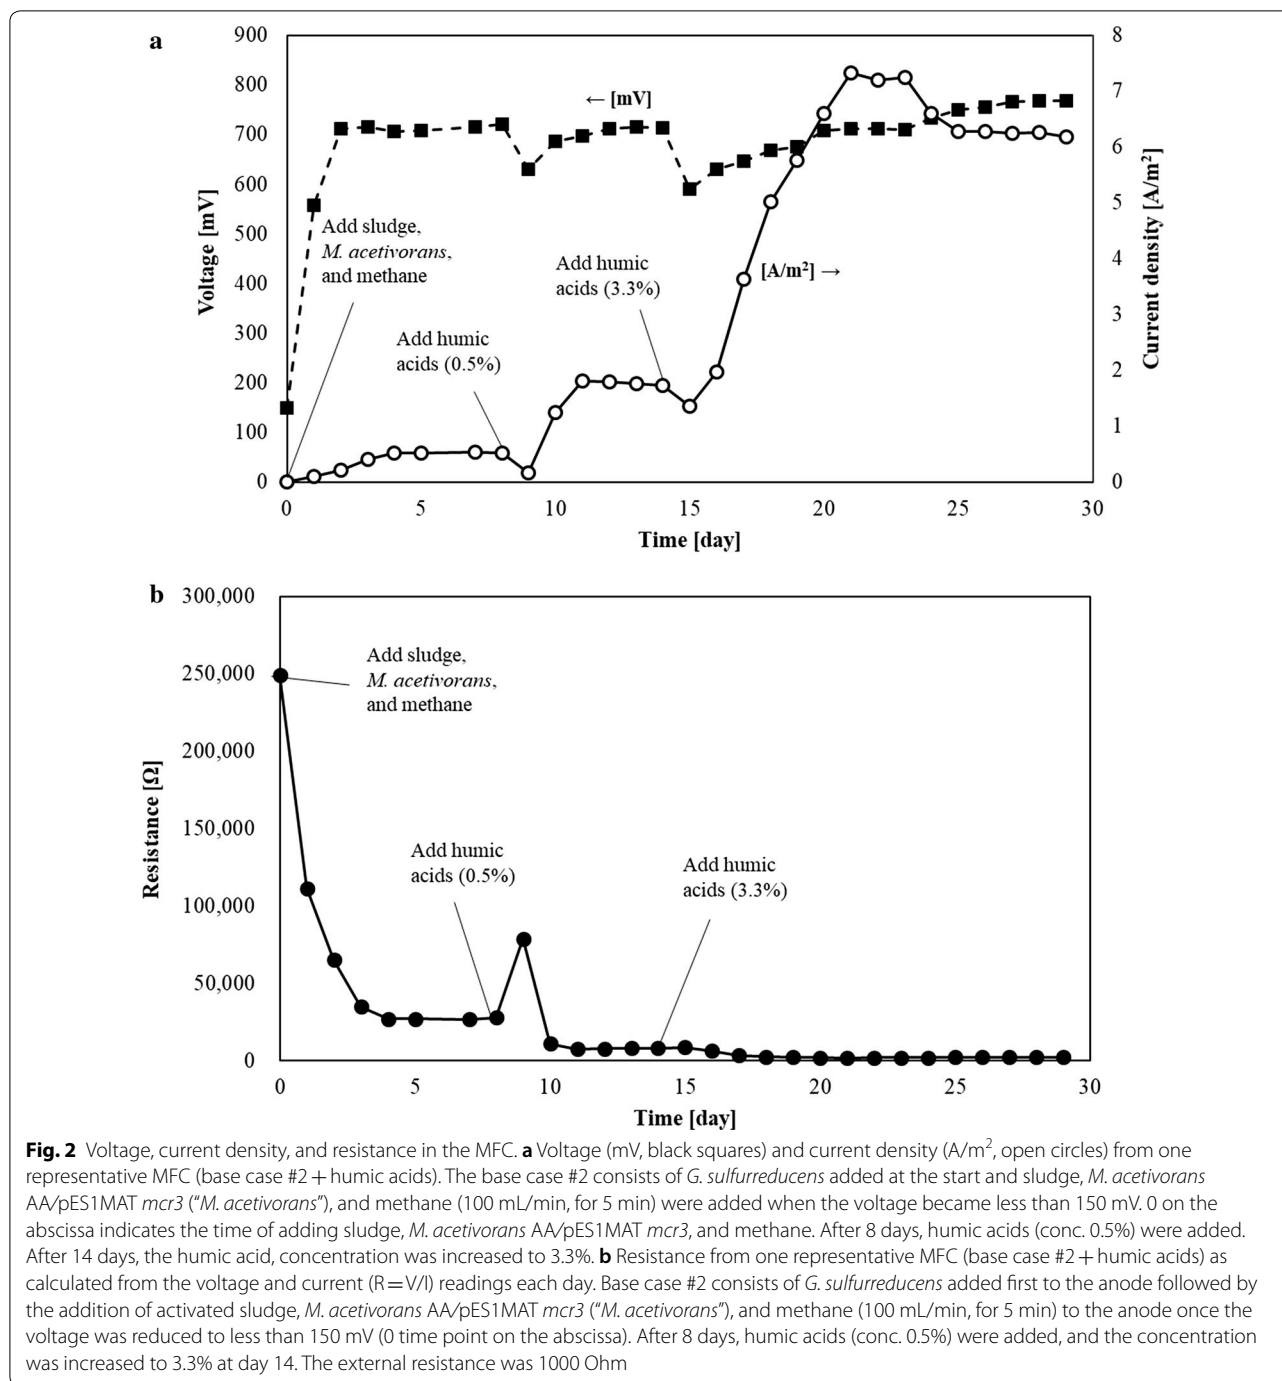 a
900
800
700
600
500
400
300
200
100
0
Voltage [mV]
← [mV]
Add sludge,
M. acetivorans,
and methane
Add humic
acids (0.5%)
Add humic
acids (3.3%)
[A/m²] →
8
7
6
5
4
3
2
1
0
Current density [A/m²]
0 5 10 15 20 25 30
Time [day]
b
300,000
250,000
200,000
150,000
100,000
50,000
0
Resistance [Ω]
Add sludge,
M. acetivorans,
and methane
Add humic
acids (0.5%)
Add humic
acids (3.3%)
0 5 10 15 20 25 30
Time [day]
Fig. 2 Voltage, current density, and resistance in the MFC. a Voltage (mV, black squares) and current density (A/m², open circles) from one
representative MFC (base case #2 + humic acids). The base case #2 consists of G. sulfurreducens added at the start and sludge, M. acetivorans
AA/pES1MAT mcr3 (“M. acetivorans”), and methane (100 mL/min, for 5 min) were added when the voltage became less than 150 mV. 0 on the
abscissa indicates the time of adding sludge, M. acetivorans AA/pES1MAT mcr3, and methane. After 8 days, humic acids (conc. 0.5%) were added.
After 14 days, the humic acid, concentration was increased to 3.3%. b Resistance from one representative MFC (base case #2 + humic acids) as
calculated from the voltage and current (R = V/I) readings each day. Base case #2 consists of G. sulfurreducens added first to the anode followed by
the addition of activated sludge, M. acetivorans AA/pES1MAT mcr3 (“M. acetivorans”), and methane (100 mL/min, for 5 min) to the anode once the
voltage was reduced to less than 150 mV (0 time point on the abscissa). After 8 days, humic acids (conc. 0.5%) were added, and the concentration
was increased to 3.3% at day 14. The external resistance was 1000 Ohm